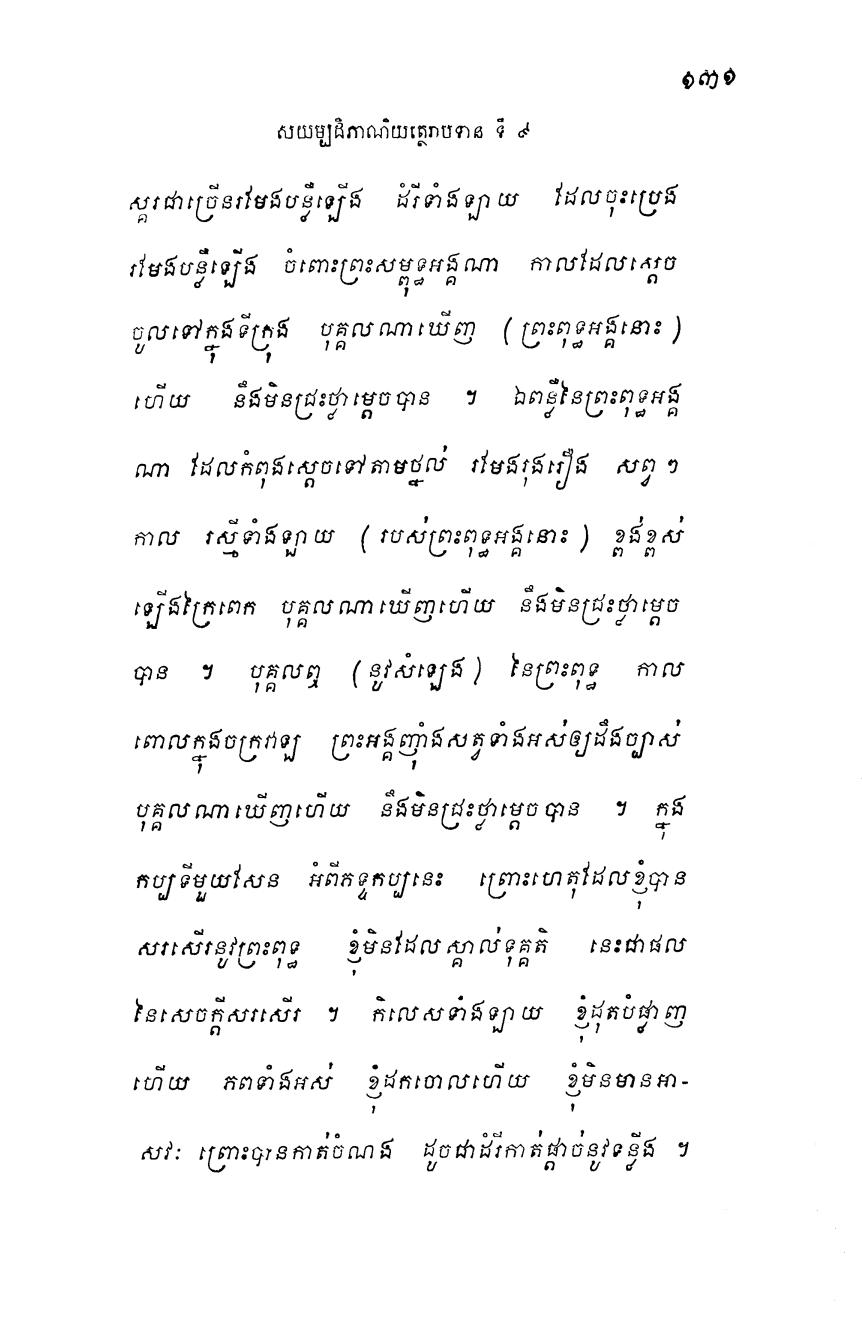 ១៣១
សយម្បដិភាណិយត្ថេរាបទាន ទី ៩
ស្គរជាច្រើនរមែងបន្លឺឡើង ដំរីទាំងឡាយ ដែលចុះប្រេង
រមែងបន្លឺឡើង ចំពោះព្រះសម្ពុទ្ធអង្គណា កាលដែលស្តេច
ចូលទៅក្នុងទីក្រុង បុគ្គលណាឃើញ (ព្រះពុទ្ធអង្គនោះ)
ហើយ នឹងមិនជ្រះថ្លាម្តេចបាន ។ ឯពន្លឺនៃព្រះពុទ្ធអង្គ
ណា ដែលកំពុងស្តេចទៅតាមថ្នល់ រមែងរុងរឿង សព្វៗ
កាល រស្មីទាំងឡាយ (របស់ព្រះពុទ្ធអង្គនោះ) ខ្ពង់ខ្ពស់
ឡើងក្រៃពេក បុគ្គលណាឃើញហើយ នឹងមិនជ្រះថ្លាម្តេច
បាន ។ បុគ្គលឮ (នូវសំឡេង) នៃព្រះពុទ្ធ កាល
ពោលក្នុងចក្រវាឡ ព្រះអង្គញ៉ាំងសត្វទាំងអស់ឲ្យដឹងច្បាស់
បុគ្គលណាឃើញហើយ នឹងមិនជ្រះថ្លាម្តេចបាន ។ ក្នុង
កប្បទីមួយសែន អំពីភទ្ទកប្បនេះ ព្រោះហេតុដែលខ្ញុំបាន
សរសើរនូវព្រះពុទ្ធ ខ្ញុំមិនដែលស្គាល់ទុគ្គតិ នេះជាផល
នៃសេចក្តីសរសើរ ។ កិលេសទាំងឡាយ ខ្ញុំដុតបំផ្លាញ
ហើយ ភពទាំងអស់ ខ្ញុំដកចោលហើយ ខ្ញុំមិនមានអា-
សវៈ ព្រោះបានកាត់ចំណង ដូចជាដំរីកាត់ផ្តាច់នូវទន្លីង ។